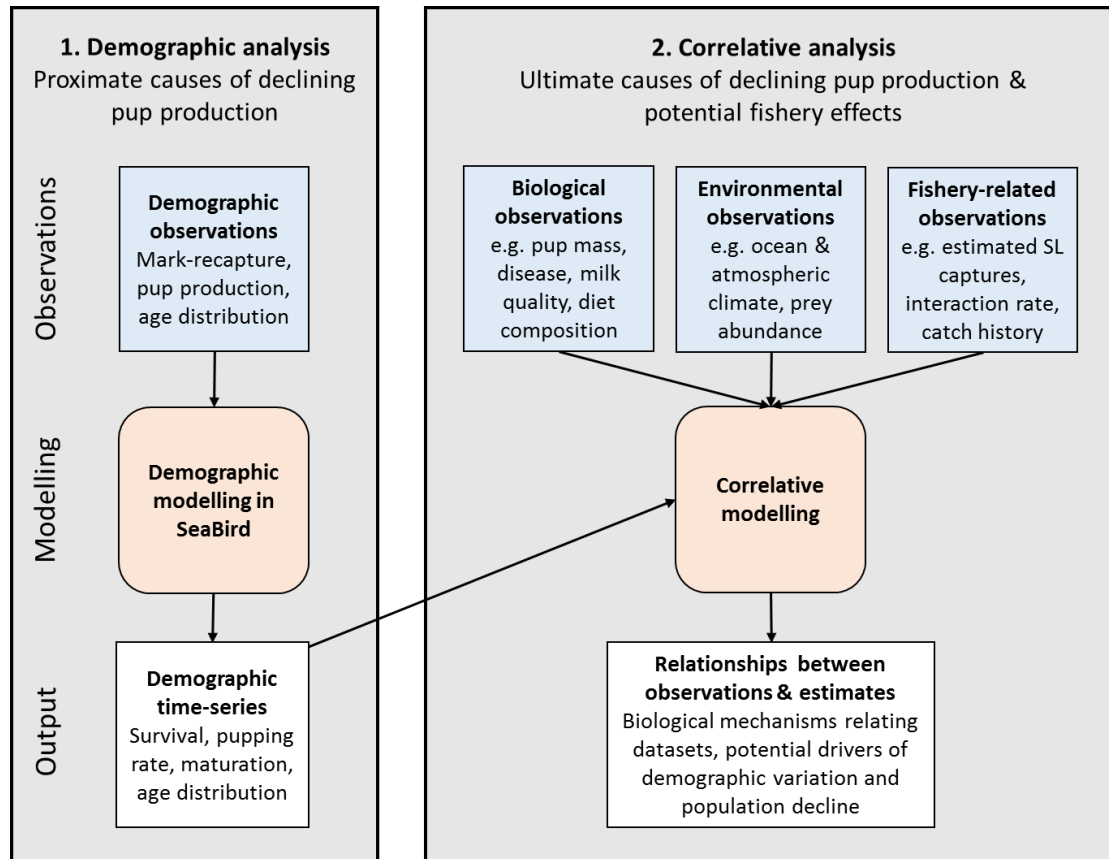 1. Demographic analysis
Proximate causes of declining
pup production
2. Correlative analysis
Ultimate causes of declining pup production &
potential fishery effects
Observations
Demographic
observations
Mark-recapture,
pup production,
age distribution
Biological
observations
e.g. pup mass,
disease, milk
quality, diet
composition
Environmental
observations
e.g. ocean &
atmospheric
climate, prey
abundance
Fishery-related
observations
e.g. estimated SL
captures,
interaction rate,
catch history
Modelling
Demographic
modelling in
SeaBird
Correlative
modelling
Output
Demographic
time-series
Survival, pupping
rate, maturation,
age distribution
Relationships between
observations & estimates
Biological mechanisms relating
datasets, potential drivers of
demographic variation and
population decline